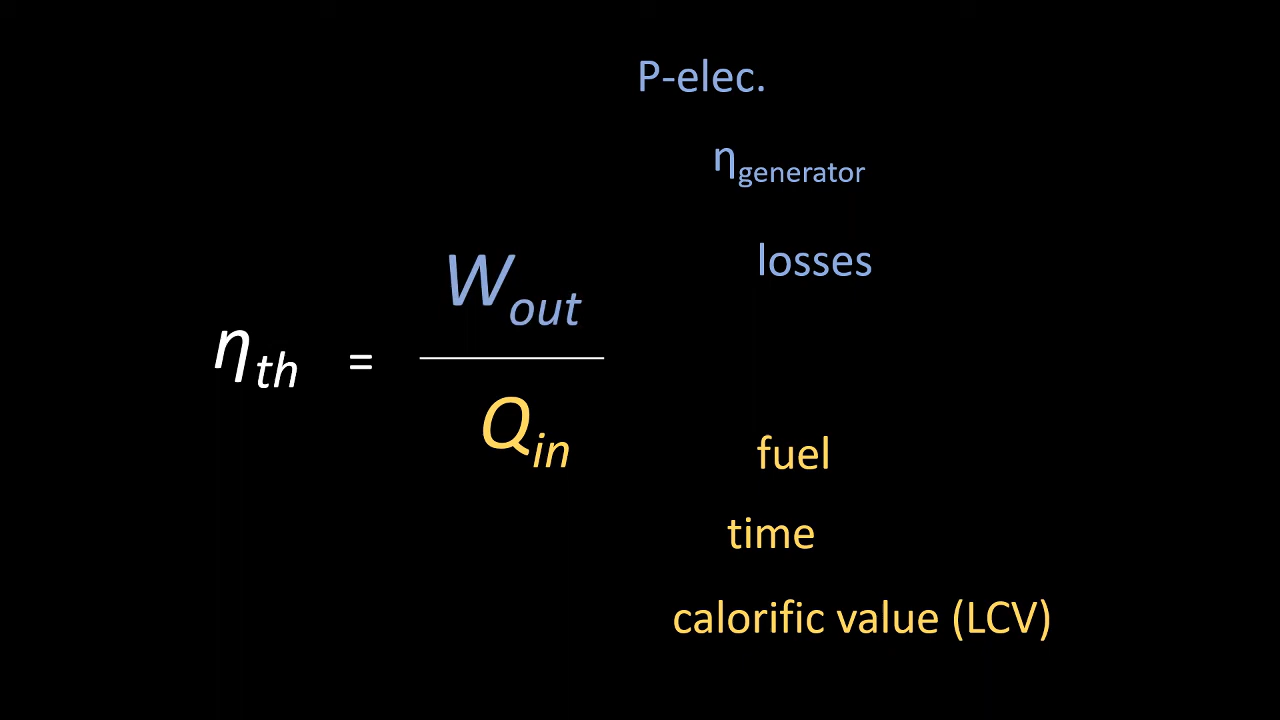 P-elec.
ηgenerator
losses
ηth = Wout
Qin
fuel
time
calorific value (LCV)